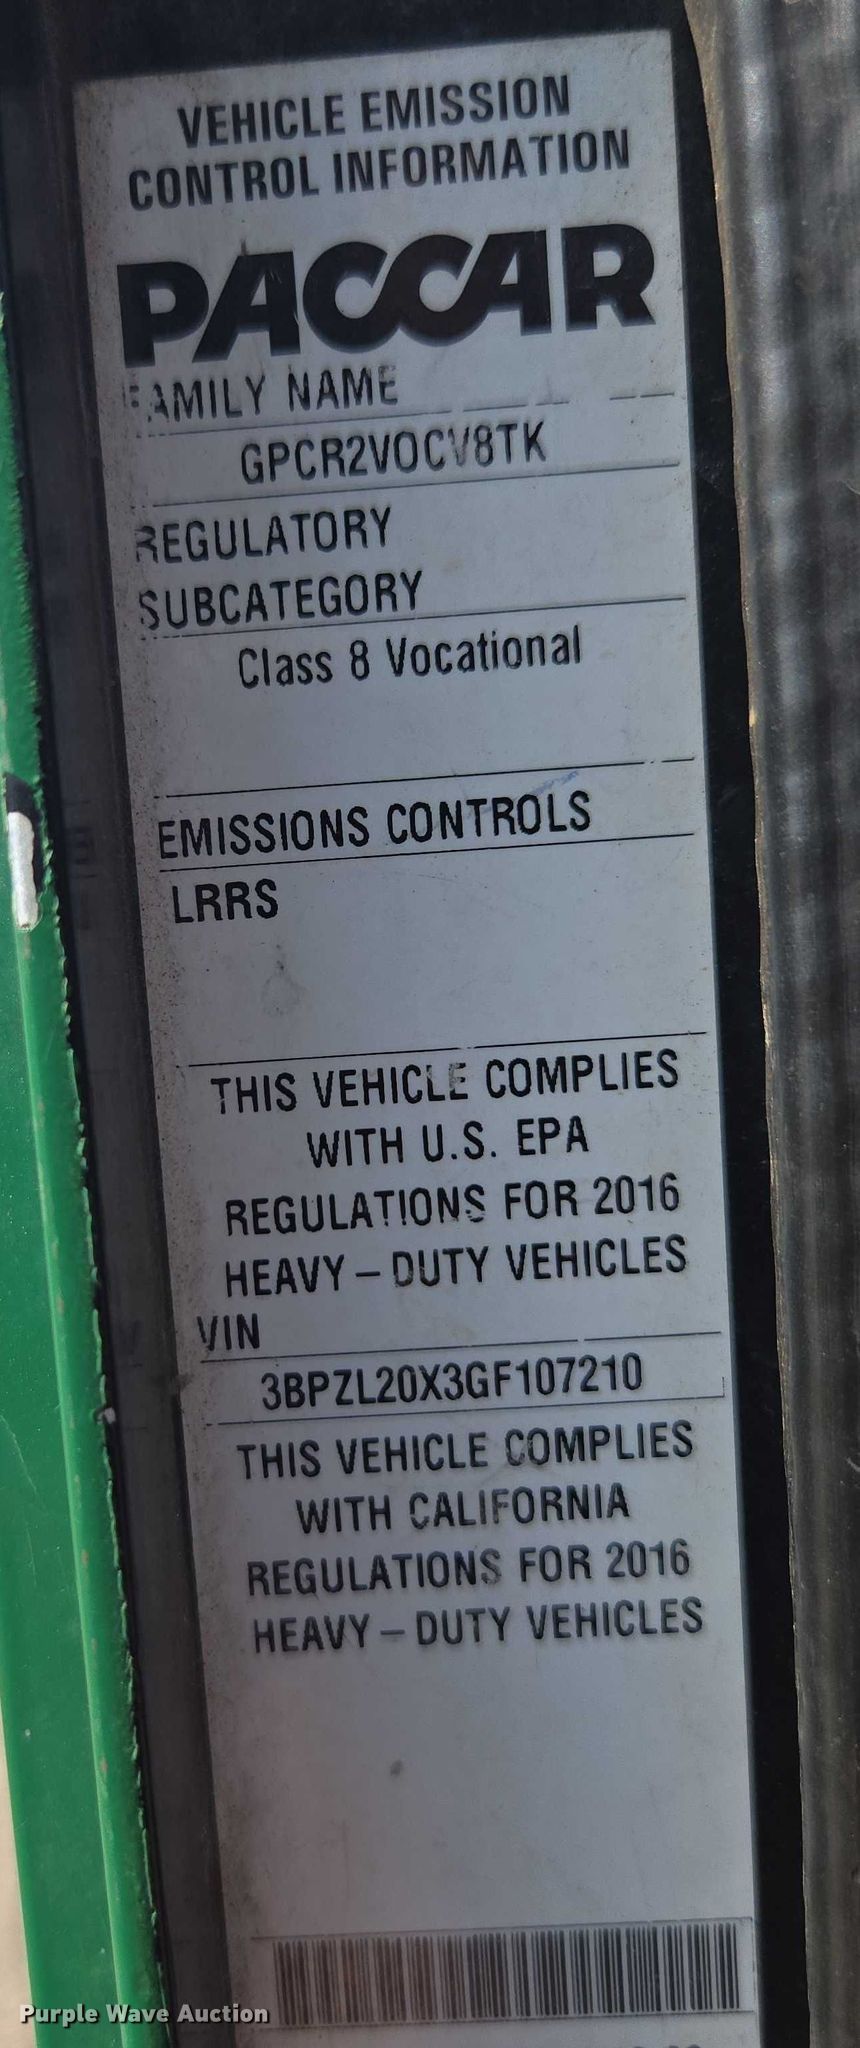 VEHICLE EMISSION
CONTROL INFORMATION
PACCAR
FAMILY NAME
GPCR2VOCV8TK
REGULATORY
SUBCATEGORY
Class 8 Vocational
EMISSIONS CONTROLS
LRRS
THIS VEHICLE COMPLIES
WITH U.S. EPA
REGULATIONS FOR 2016
HEAVY – DUTY VEHICLES
VIN
3BPZL20X3GF107210
THIS VEHICLE COMPLIES
WITH CALIFORNIA
REGULATIONS FOR 2016
HEAVY – DUTY VEHICLES
Purple Wave Auction